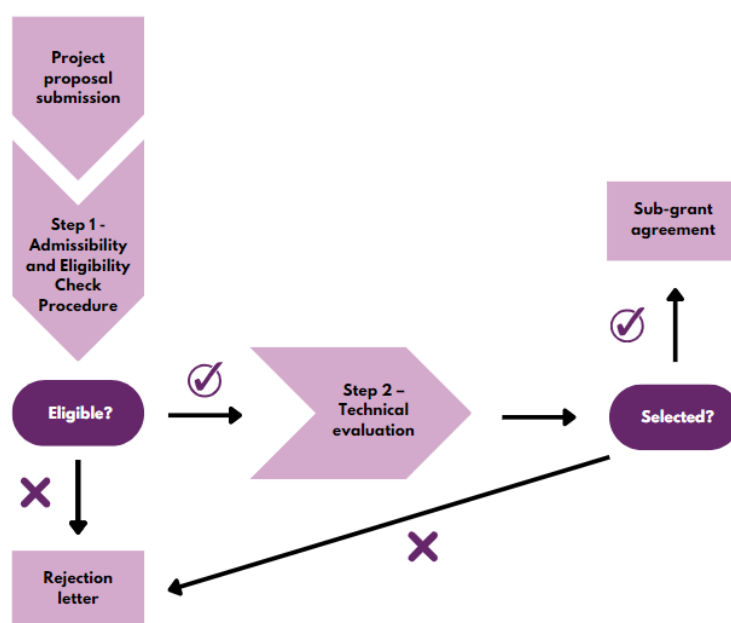 Project
proposal
submission
Step 1 -
Admissibility
and Eligibility
Check
Procedure
Eligible?
Step 2 –
Technical
evaluation
Selected?
Sub-grant
agreement
Rejection
letter